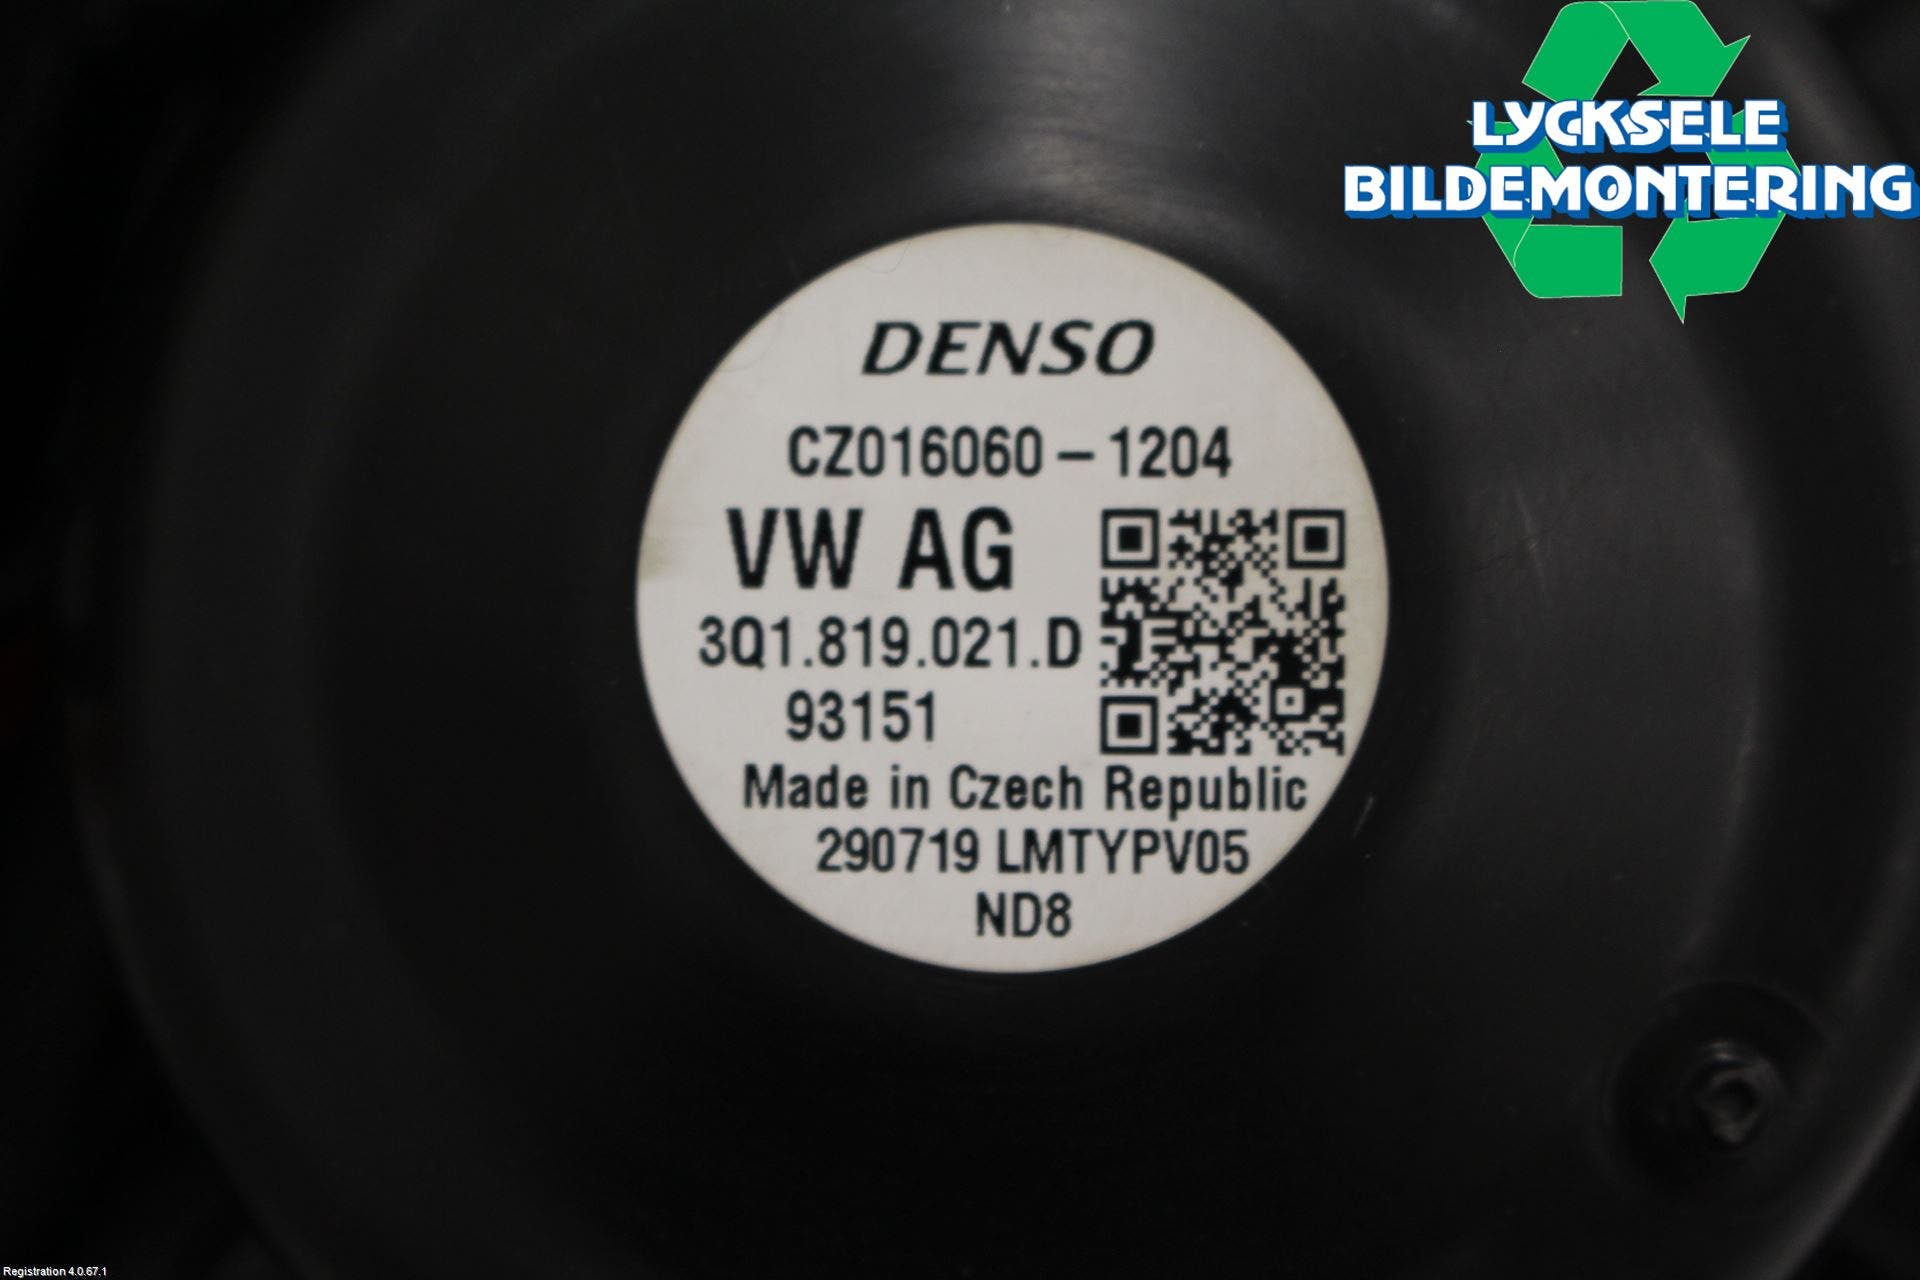 LYCKSELE
BILDEMONTERING
DENSO
CZ016060-1204
VW AG
3Q1.819.021.D
93151
Made in Czech Republic
290719 LMTYPV05
ND8
Registration 4.0.67.1